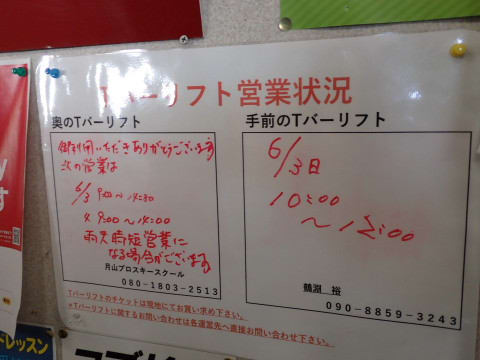 Tバーリフト営業状況
奥のTバーリフト
御利用いただきありがとうございます
次の営業は
6/3 9:00〜14:30
4 9:00〜14:00
雨天時短営業に
なる場合がございます
月山プロスキースクール
080-1803-2513
手前のTバーリフト
6/3日
10:00
〜12:00
鶴淵 裕
090-8859-3243
Tバーリフトのチケットは現地にてお買い求め下さい。
*Tバーリフトに関するお問い合わせは各運営先へ直接お問い合わせ下さい。
トレッスン